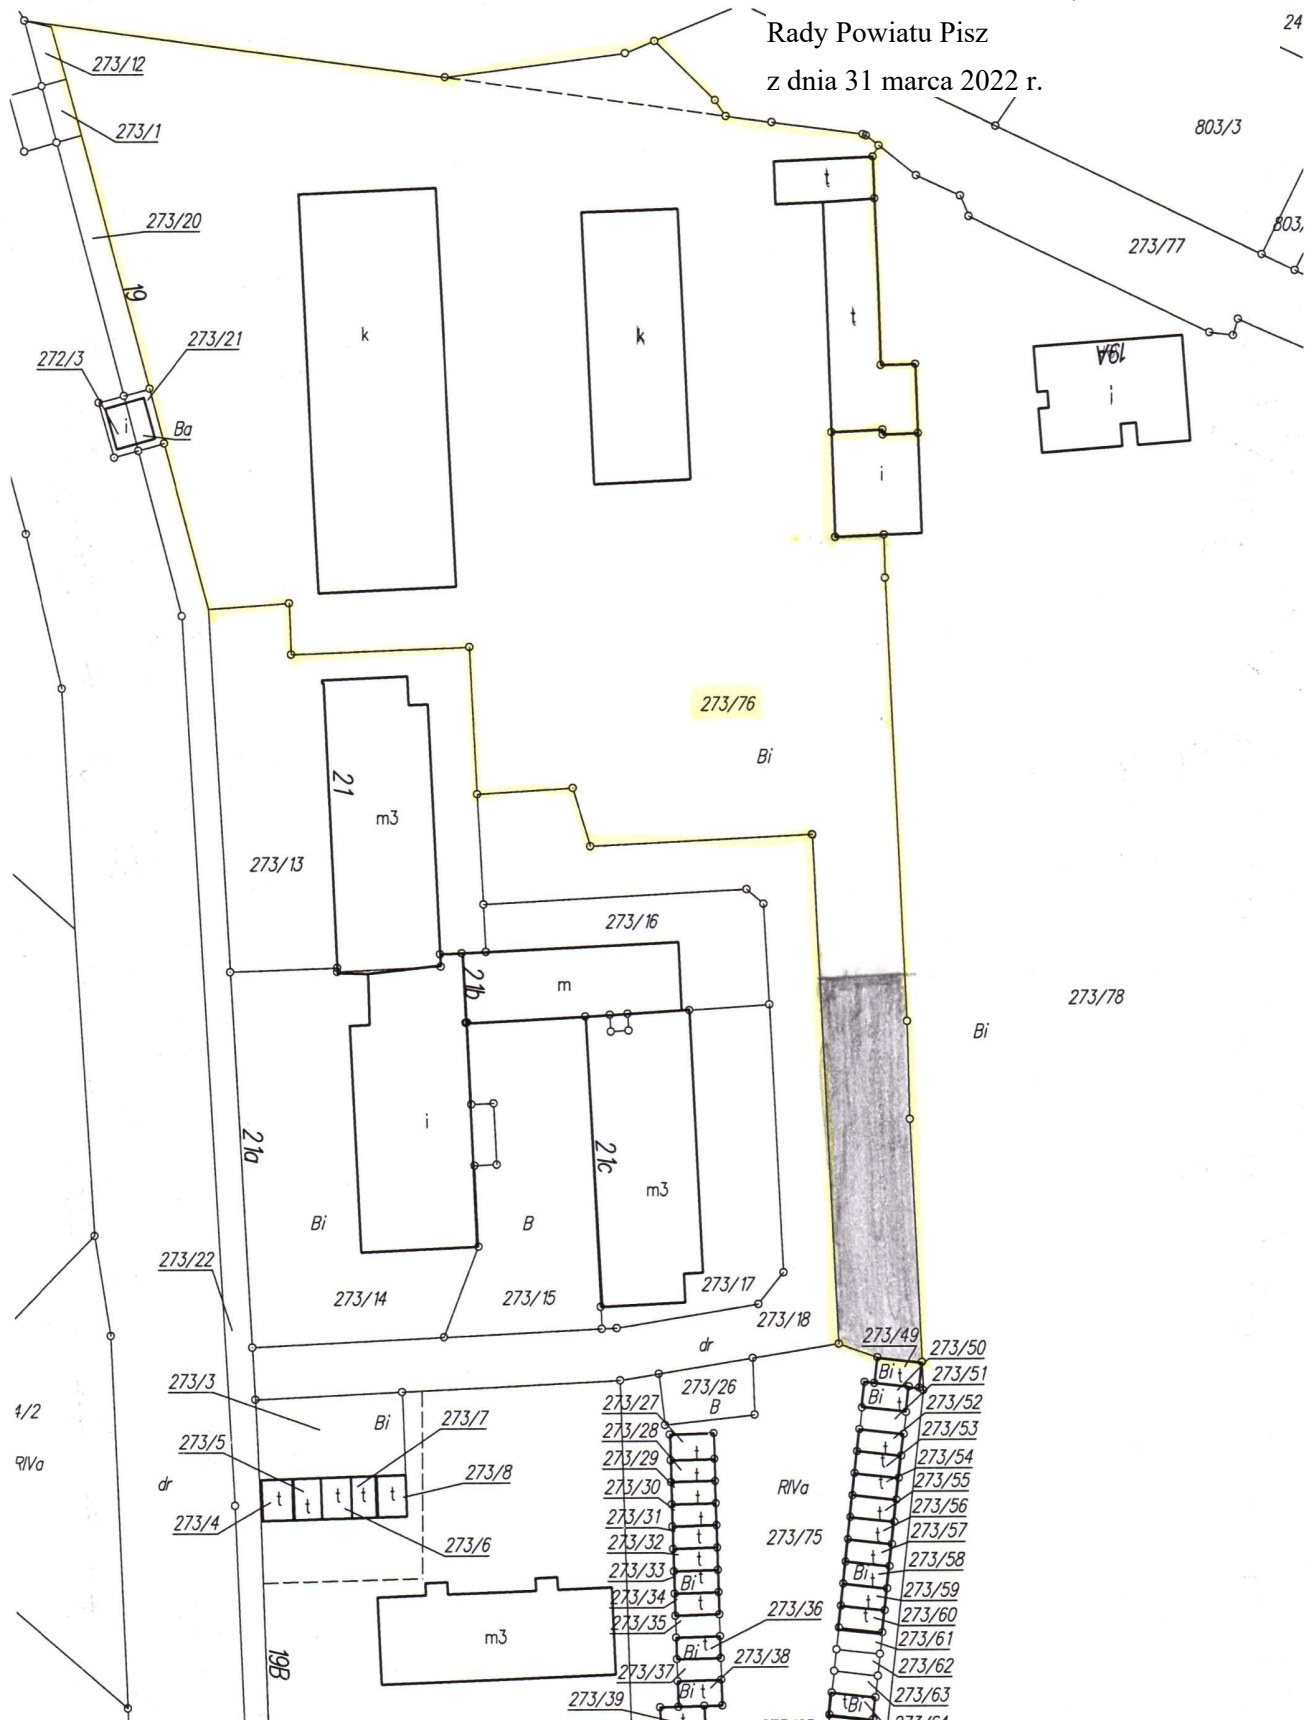 Rady Powiatu Pisz
z dnia 31 marca 2022 r.
24
273/12
273/1
803/3
t
273/20
803,
273/77
19
k
k
t
273/21
272/3
19A
i
i
Ba
i
273/76
Bi
21
m3
273/13
273/16
21b
m
273/78
Bi
i
21a
21c
m3
Bi
B
273/22
273/14
273/15
273/17
273/18
dr
273/49
273/50
273/51
Bi t
Bi
273/3
273/26
B
273/52
273/27
273/7
Bi
4/2
273/28
273/53
273/5
t
t
273/29
273/54
RIVa
dr
273/8
t
t
273/30
273/55
RIVa
t t t t t
273/4
273/31
273/56
273/75
273/6
273/32
273/57
273/33
273/58
Bi t
Bi t
273/34
273/59
273/35
273/60
273/36
m3
273/61
19B
Bi t
273/62
273/37
273/38
Bi t
273/63
273/39
t Bi
t